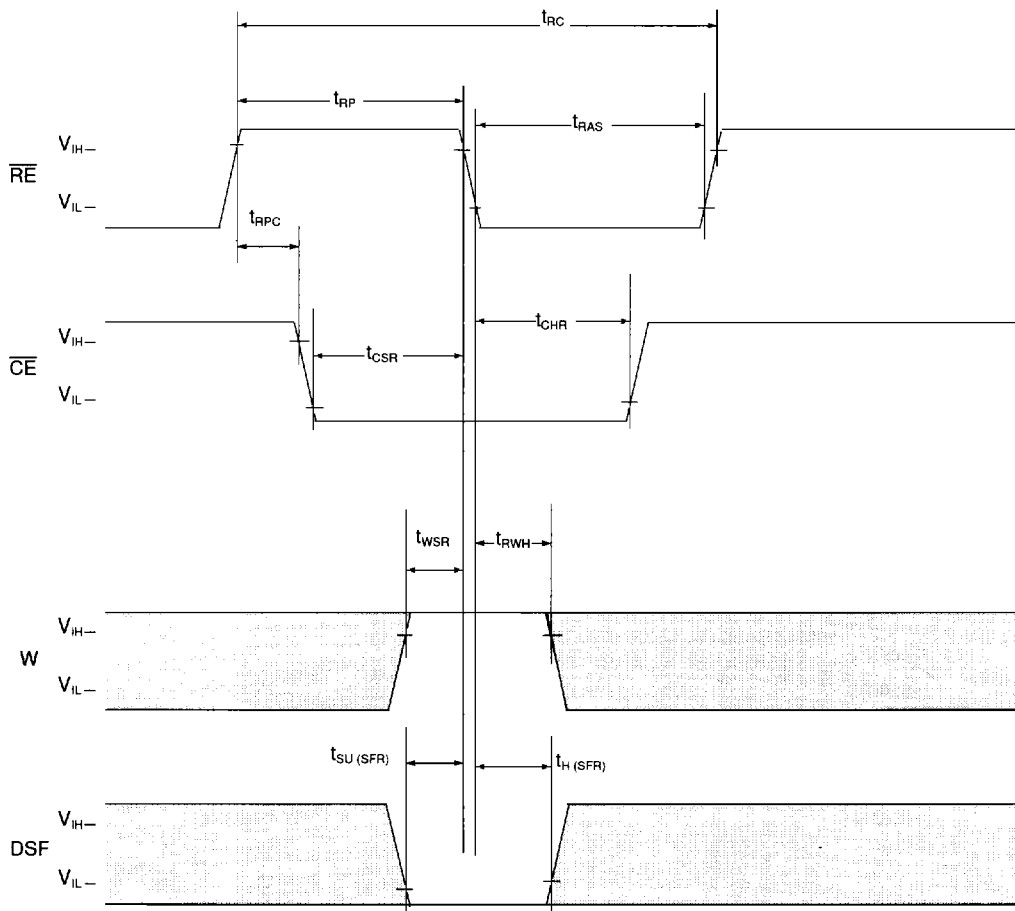 tRC
tRP
tRAS
VIH
RE
VIL
tRPC
tCHR
VIH
tCSR
CE
VIL
tWSR
tRWH
VIH
W
VIL
tSU (SFR)
tH (SFR)
VIH
DSF
VIL